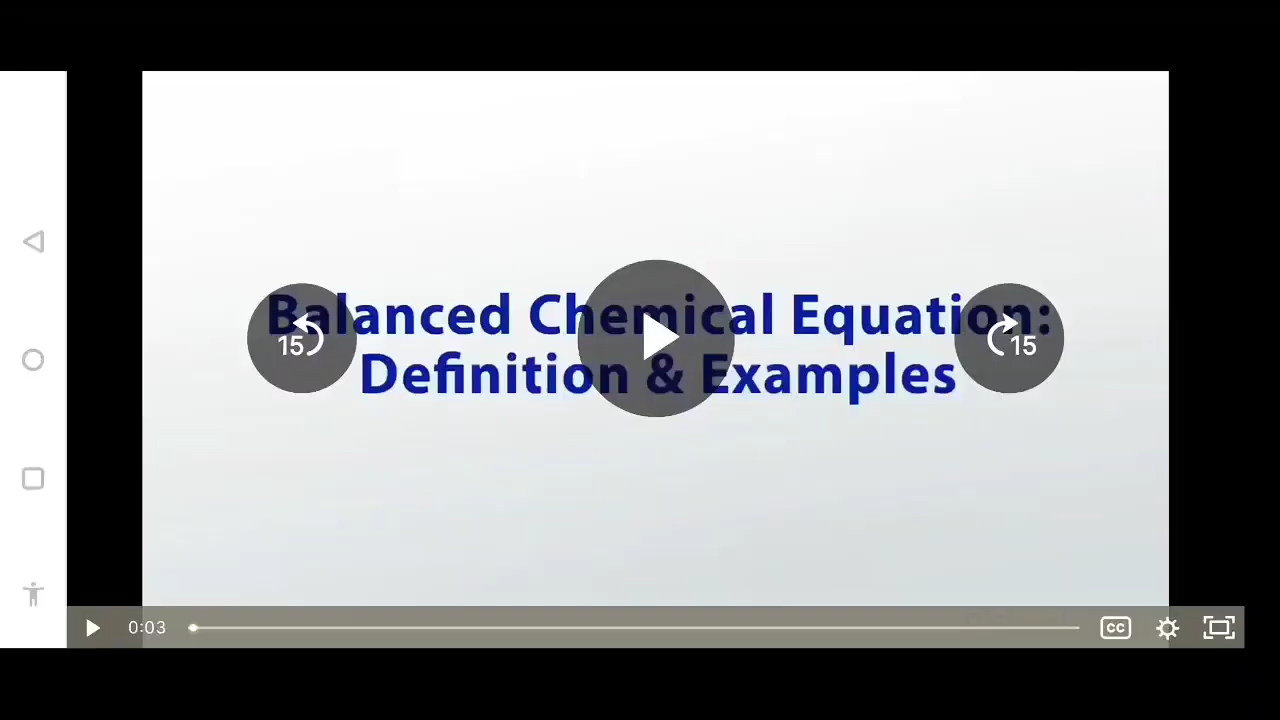 Balanced Chemical Equation:
Definition & Examples
15
15
0:03
CC